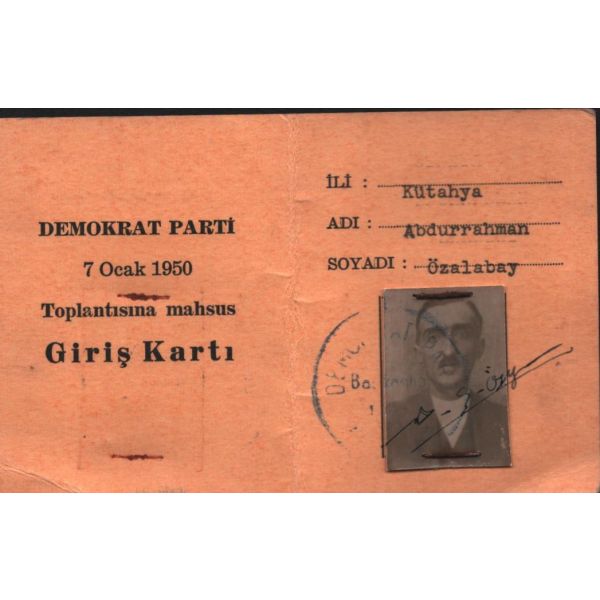 DEMOKRAT PARTİ
7 Ocak 1950
Toplantısına mahsus
Giriş Kartı
İLİ : Kütahya
ADI : Abdurrahman
SOYADI : Özalabay